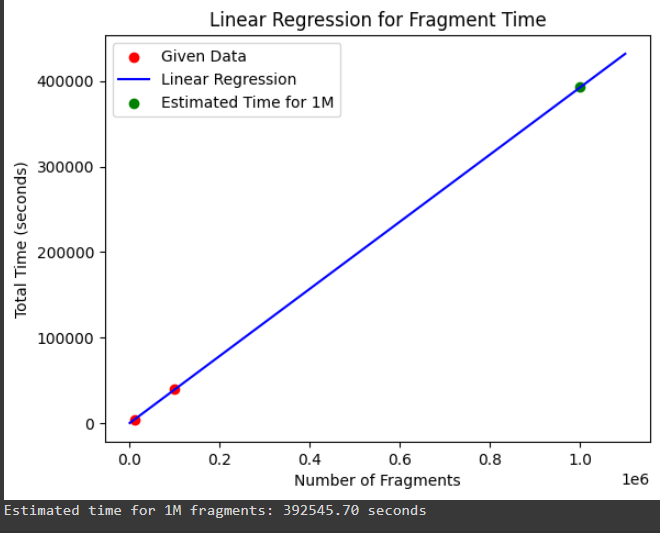 Linear Regression for Fragment Time
Given Data
Linear Regression
Estimated Time for 1M
Total Time (seconds)
400000
300000
200000
100000
0
0.0 0.2 0.4 0.6 0.8 1.0
1e6
Number of Fragments
Estimated time for 1M fragments: 392545.70 seconds